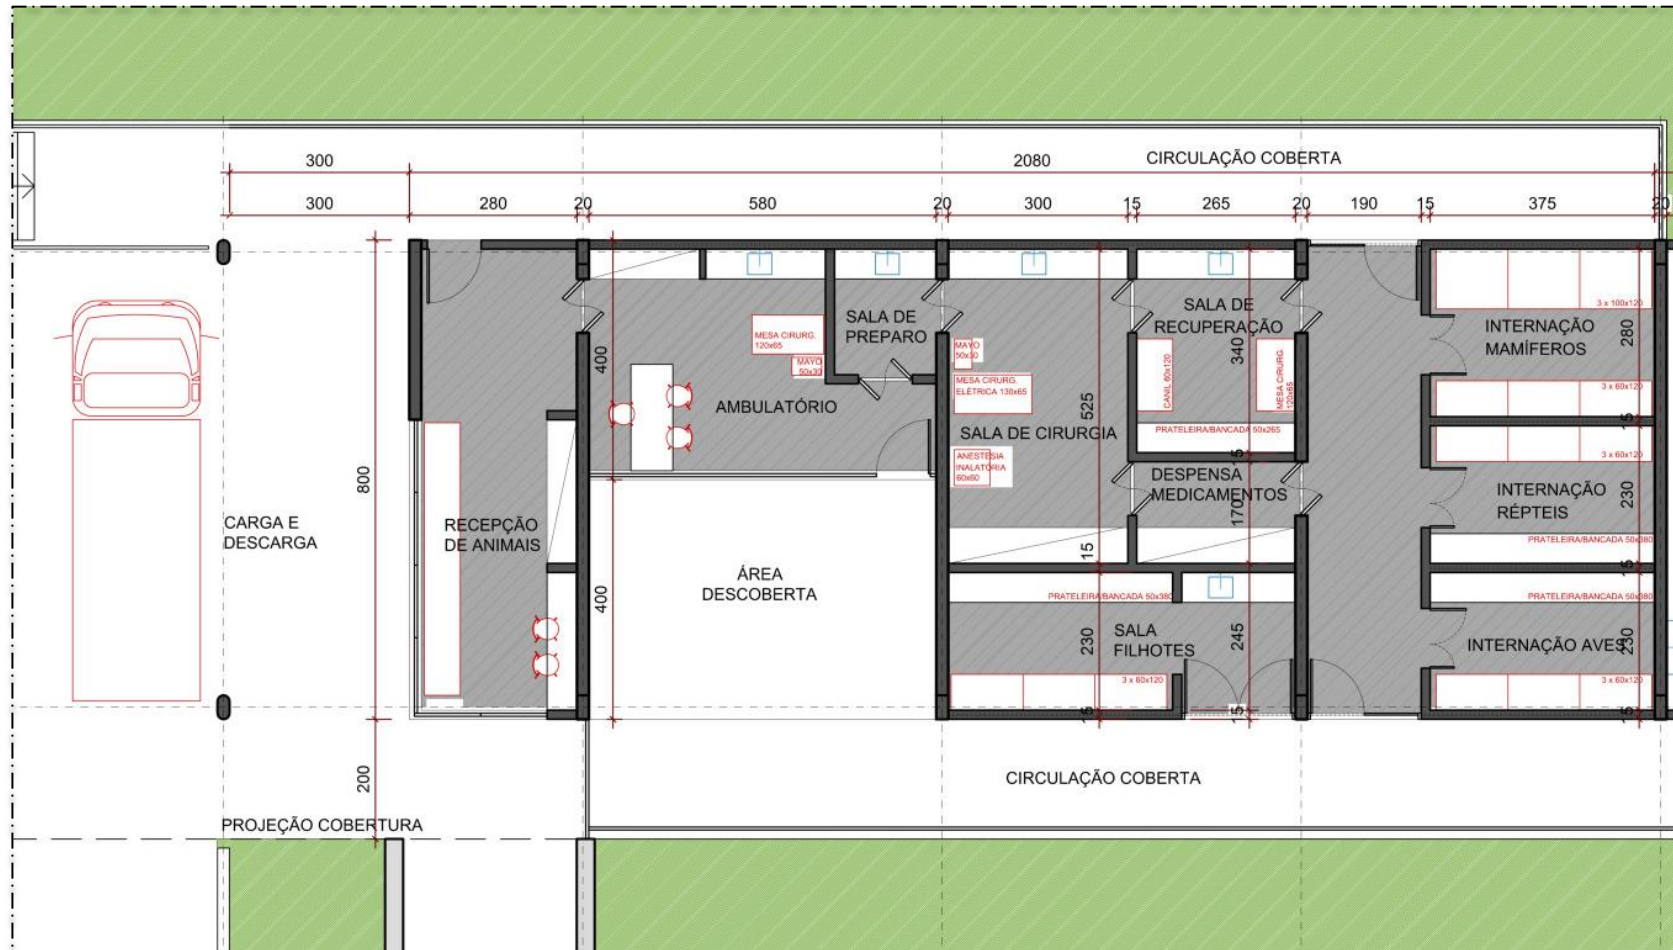 300
2080
CIRCULAÇÃO COBERTA
300
280
20
580
20
300
15
265
20
190
15
375
20
SALA DE
PREPARO
SALA DE
RECUPERAÇÃO
3 x 100x120
INTERNAÇÃO
MAMÍFEROS
280
MESA CIRURG.
120x65
MAYO
50x30
400
MAYO
50x30
MESA CIRURG.
ELÉTRICA 130x65
340
CANIL 60x120
MESA CIRURG.
120x65
3 x 60x120
15
AMBULATÓRIO
525
SALA DE CIRURGIA
PRATELEIRA/BANCADA 50x265
15
3 x 60x120
ANESTESIA
INALATÓRIA
60x60
DESPENSA
MEDICAMENTOS
170
INTERNAÇÃO
RÉPTEIS
230
800
CARGA E
DESCARGA
RECEPÇÃO
DE ANIMAIS
15
PRATELEIRA/BANCADA 50x380
15
ÁREA
DESCOBERTA
400
PRATELEIRA/BANCADA 50x380
PRATELEIRA/BANCADA 50x380
230
SALA
FILHOTES
245
INTERNAÇÃO AVES
230
3 x 60x120
3 x 60x120
15
15
15
200
CIRCULAÇÃO COBERTA
PROJEÇÃO COBERTURA